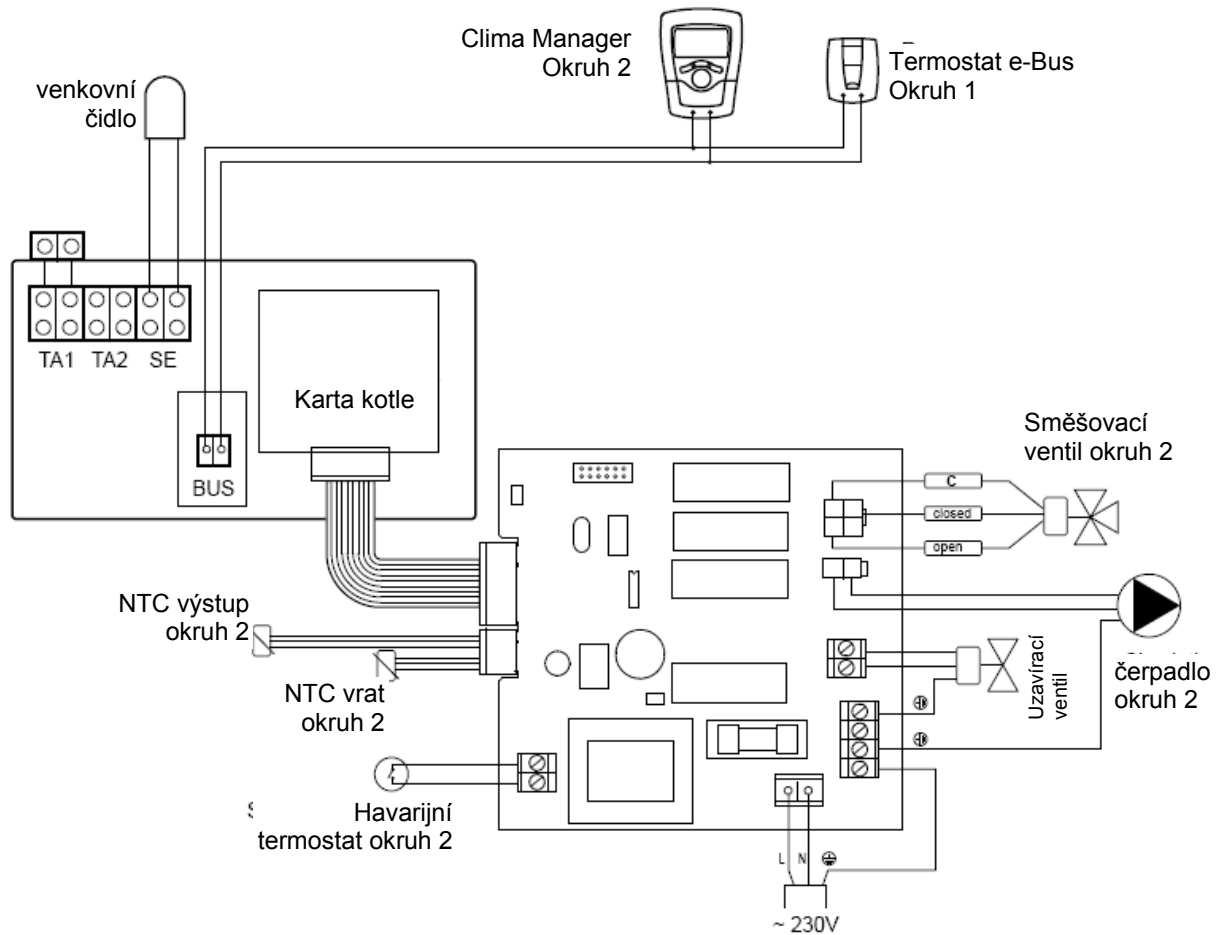 Clima Manager
Okruh 2
Termostat e-Bus
Okruh 1
venkovní
čidlo
TA1 TA2 SE
Karta kotle
BUS
Směšovací
ventil okruh 2
C
closed
open
NTC výstup
okruh 2
NTC vrat
okruh 2
Uzavírací
ventil
čerpadlo
okruh 2
Havarijní
termostat okruh 2
L N
~ 230V